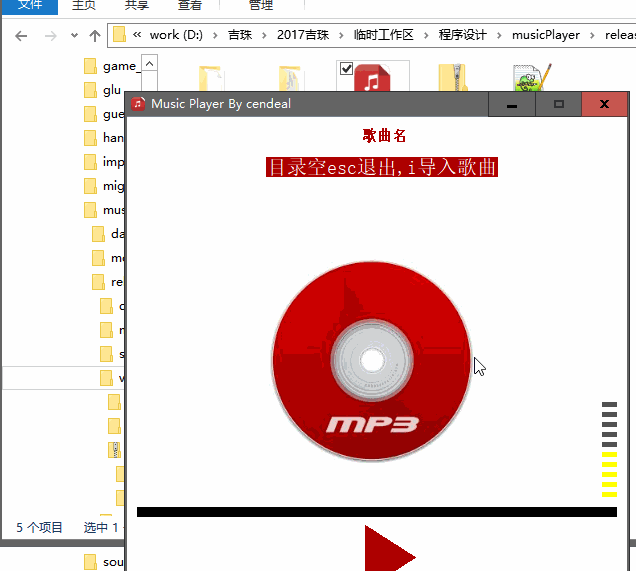 文件 主页 共享 查看 管理
« work (D:) › 吉珠 › 2017吉珠 › 临时工作区 › 程序设计 › musicPlayer › relea
game_
glu
gue
han
imp
mig
mus
da
re
sou
Music Player By cendeal
歌曲名
目录空esc退出,i导入歌曲
MP3
5 个项目 选中 1